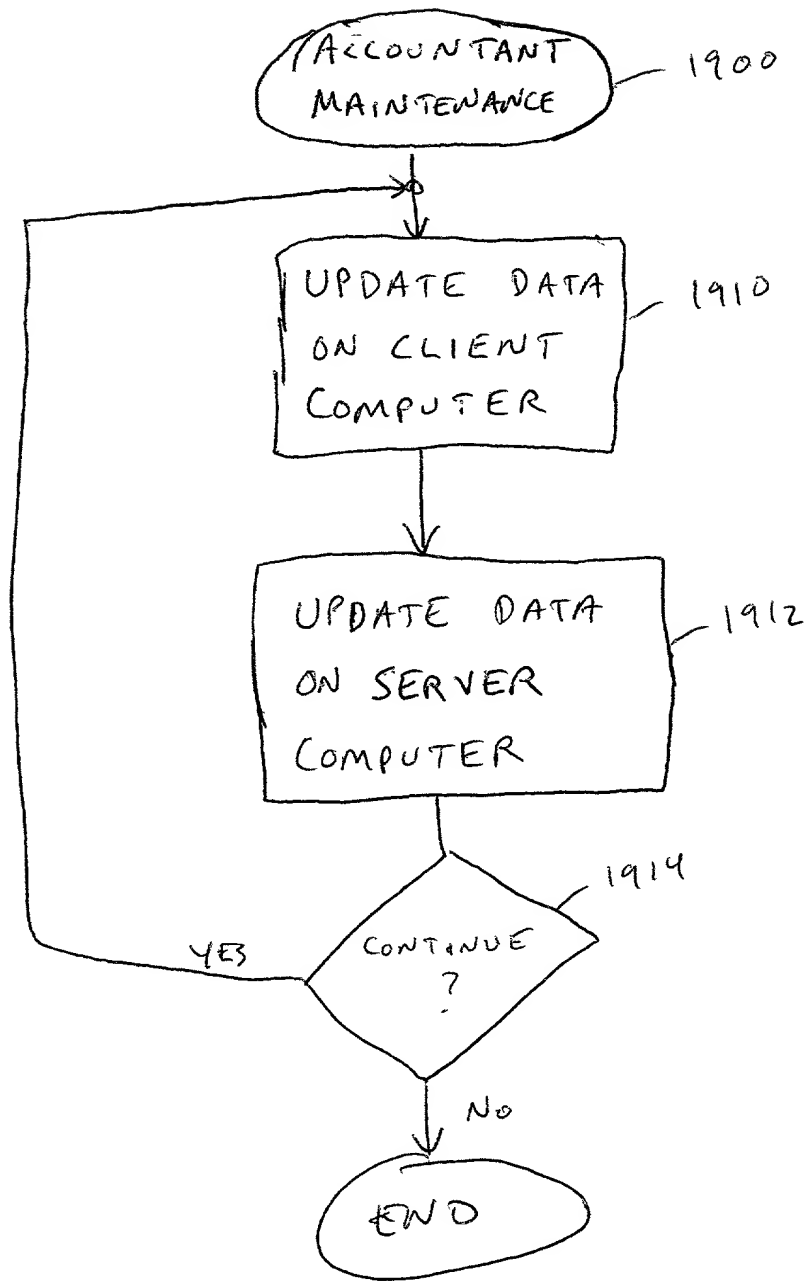 ACCOUNTANT
MAINTENANCE
1900
UPDATE DATA
ON CLIENT
COMPUTER
1910
UPDATE DATA
ON SERVER
COMPUTER
1912
CONTINUE
?
1914
YES
NO
END